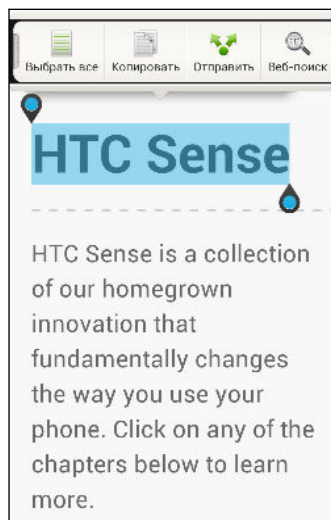 Выбрать все Копировать Отправить Веб-поиск
HTC Sense
HTC Sense is a collection
of our homegrown
innovation that
fundamentally changes
the way you use your
phone. Click on any of the
chapters below to learn
more.